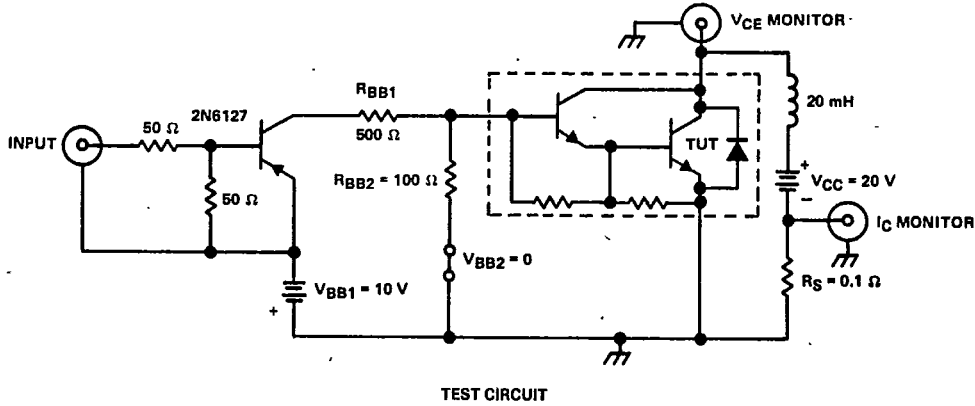 VCE MONITOR
RBB1
2N6127
20 mH
50 Ω
500 Ω
INPUT
TUT
RBB2 = 100 Ω
+
VCC = 20 V
−
50 Ω
IC MONITOR
VBB2 = 0
VBB1 = 10 V
RS = 0.1 Ω
+
TEST CIRCUIT